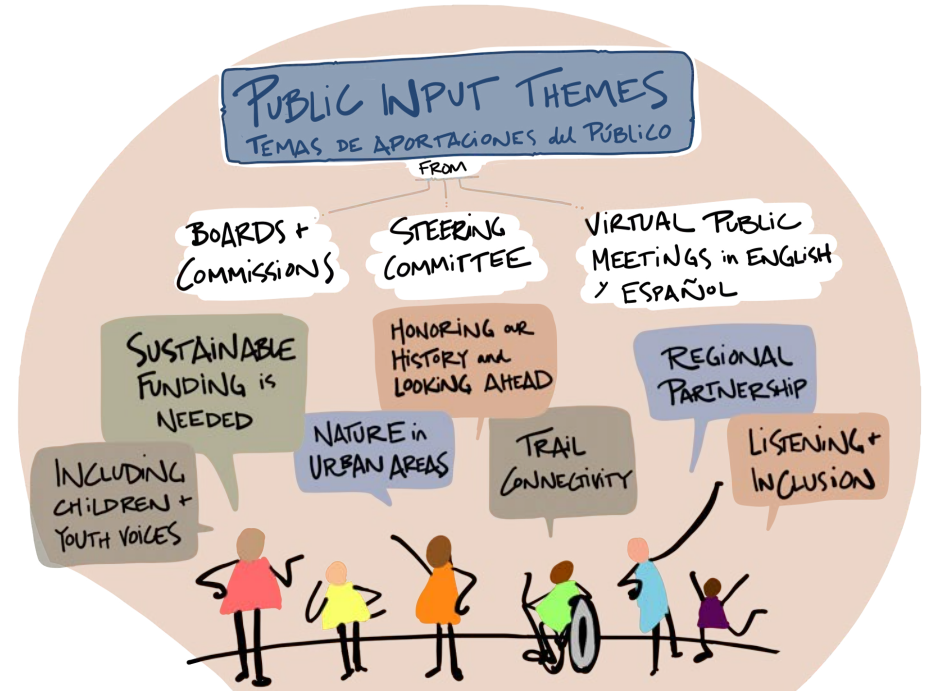 PUBLIC INPUT THEMES
TEMAS DE APORTACIONES del PÚBLICO
FROM
BOARDS +
COMMISSIONS
STEERING
COMMITTEE
VIRTUAL PUBLIC
MEETINGS in ENGLISH
Y ESPAÑOL
SUSTAINABLE
FUNDING is
NEEDED
HONORING OUR
HISTORY and
LOOKING AHEAD
REGIONAL
PARTNERSHIP
INCLUDING
CHILDREN +
YOUTH VOICES
NATURE in
URBAN AREAS
TRAIL
CONNECTIVITY
LISTENING +
INCLUSION